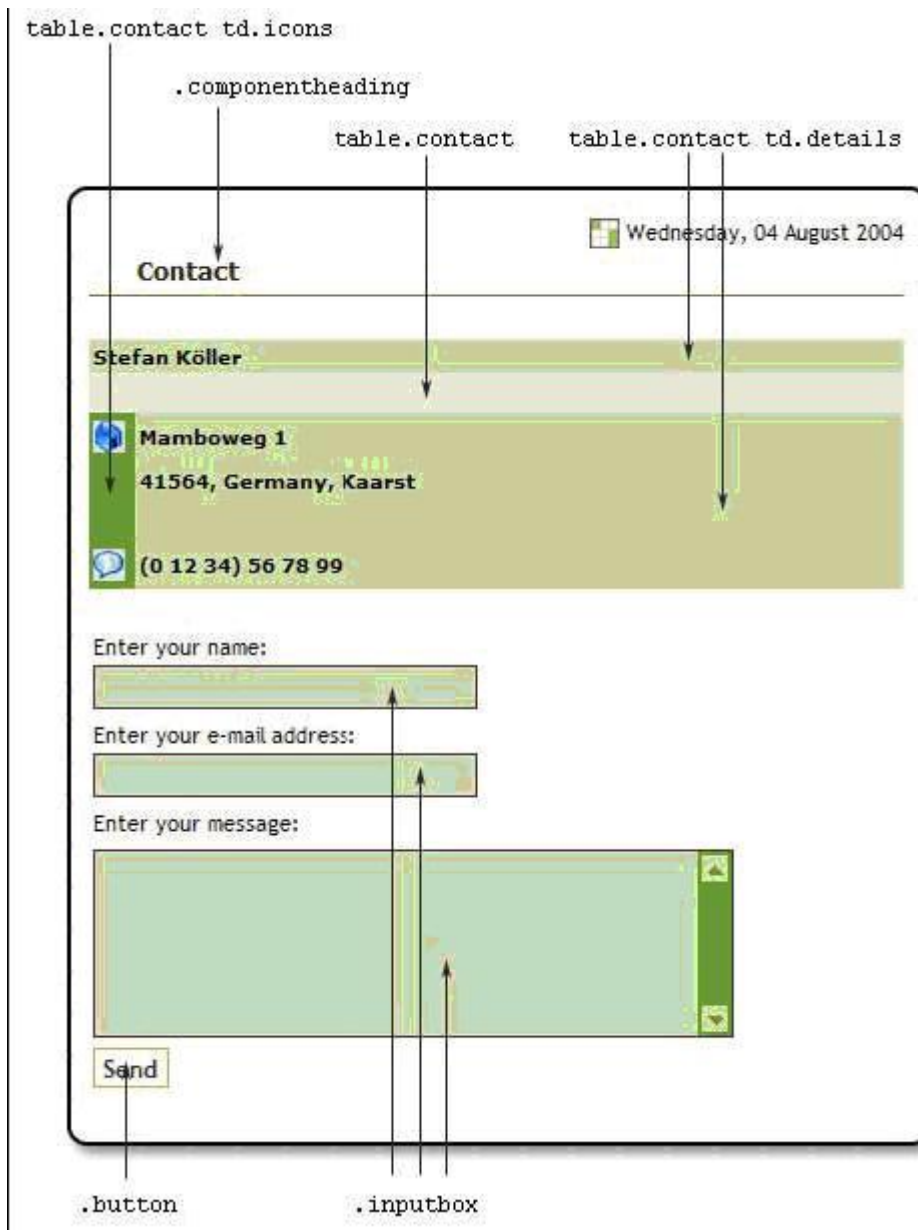 table.contact td.icons
.componentheading
table.contact
table.contact td.details
Wednesday, 04 August 2004
Contact
Stefan Köller
Mamboweg 1
41564, Germany, Kaarst
(0 12 34) 56 78 99
Enter your name:
Enter your e-mail address:
Enter your message:
Send
.button
.inputbox